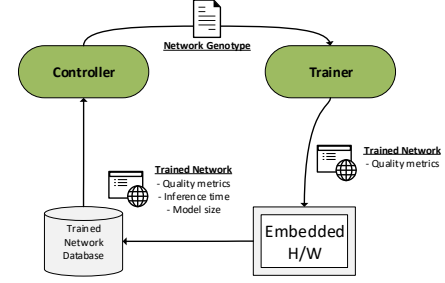 Network Genotype
Controller
Trainer
Trained Network
- Quality metrics
Trained Network
- Quality metrics
- Inference time
- Model size
Trained
Network
Database
Embedded
H/W